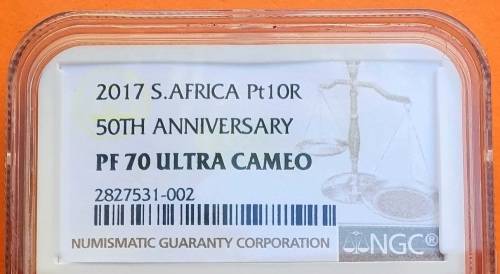 2017 S.AFRICA Pt10R
50TH ANNIVERSARY
PF 70 ULTRA CAMEO
2827531-002
NUMISMATIC GUARANTY CORPORATION
NGC®